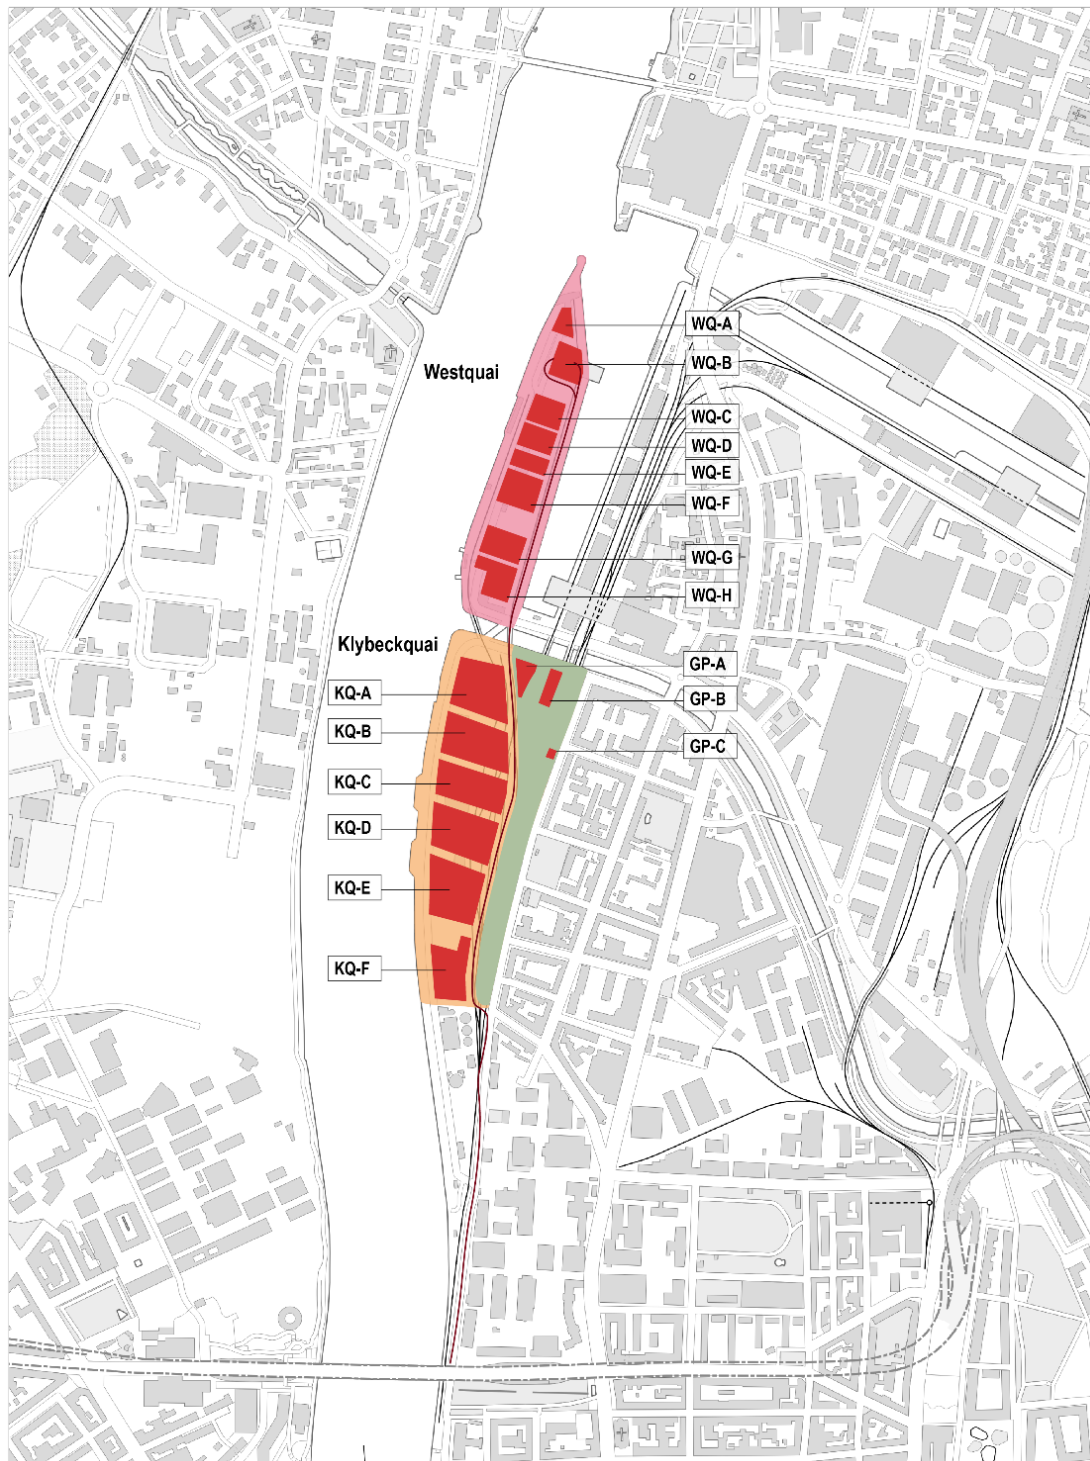 WQ-A
Westquai
WQ-B
WQ-C
WQ-D
WQ-E
WQ-F
WQ-G
WQ-H
Klybeckquai
GP-A
KQ-A
GP-B
KQ-B
GP-C
KQ-C
KQ-D
KQ-E
KQ-F